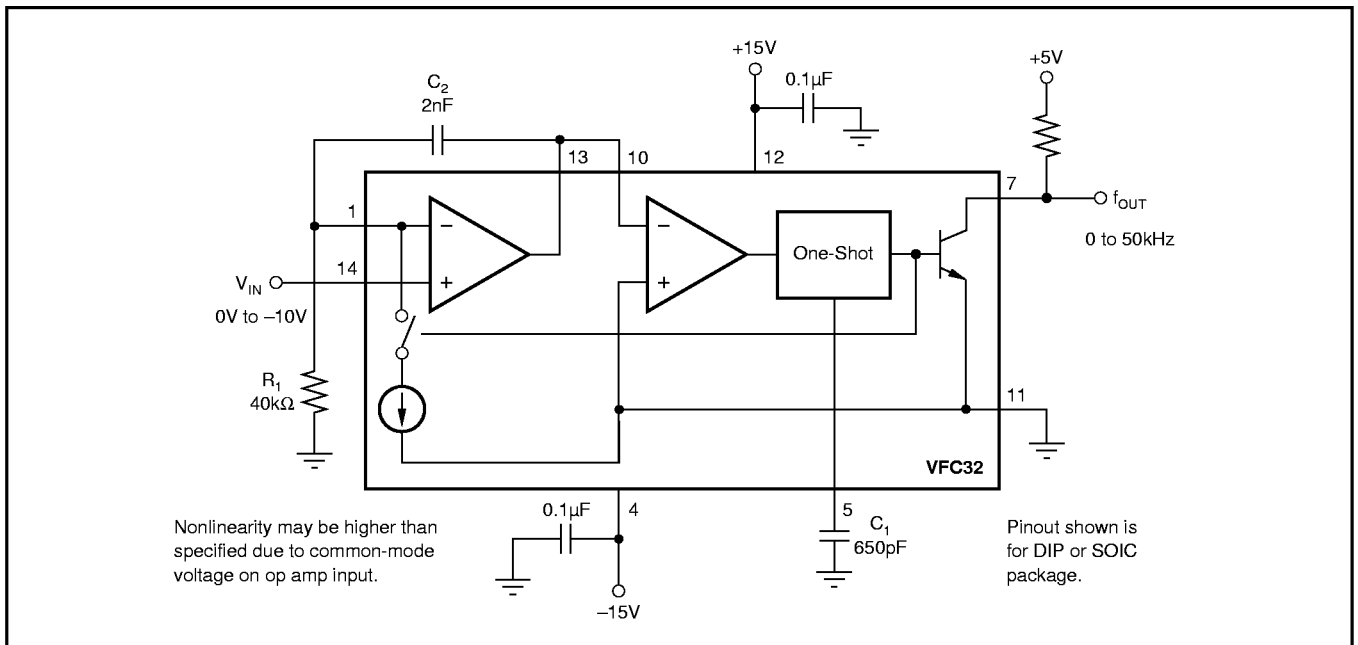 +15V
+5V
C₂
2nF
0.1µF
13
10
12
7
1
fOUT
One-Shot
0 to 50kHz
14
VIN
0V to –10V
R₁
40kΩ
11
VFC32
0.1µF
4
5
C₁
650pF
–15V
Nonlinearity may be higher than
specified due to common-mode
voltage on op amp input.
Pinout shown is
for DIP or SOIC
package.